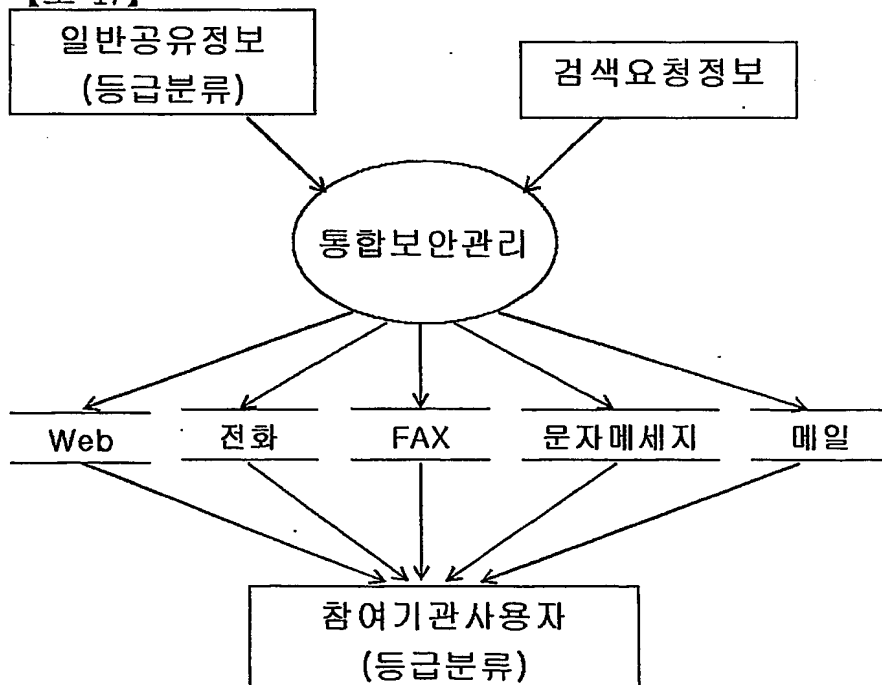 일반공유정보
(등급분류)
검색요청정보
통합보안관리
Web 전화 FAX 문자메세지 메일
참여기관사용자
(등급분류)